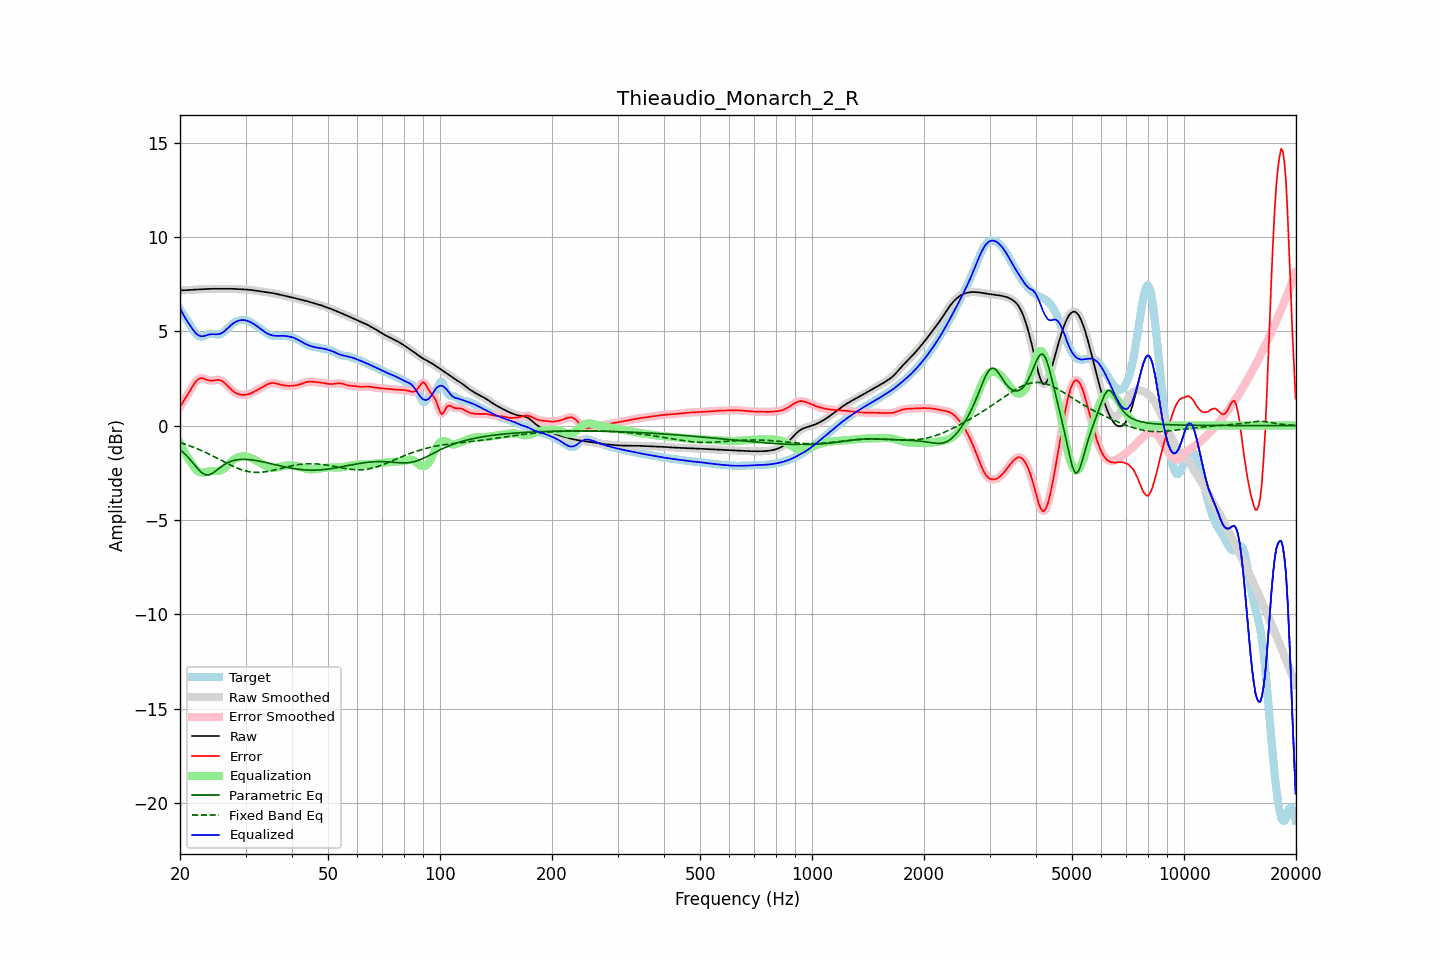 Thieaudio_Monarch_2_R
Amplitude (dBr)
15
10
5
0
−5
−10
−15
−20
Target
Raw Smoothed
Error Smoothed
Raw
Error
Equalization
Parametric Eq
Fixed Band Eq
Equalized
20 50 100 200 500 1000 2000 5000 10000 20000
Frequency (Hz)